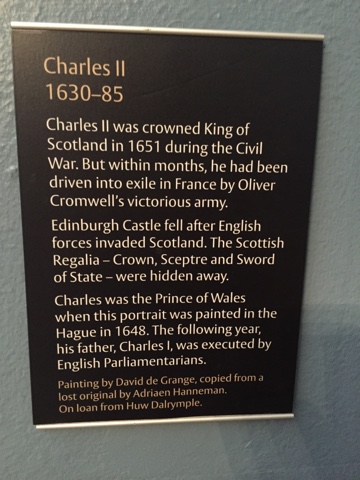 Charles II
1630–85
Charles II was crowned King of
Scotland in 1651 during the Civil
War. But within months, he had been
driven into exile in France by Oliver
Cromwell's victorious army.
Edinburgh Castle fell after English
forces invaded Scotland. The Scottish
Regalia – Crown, Sceptre and Sword
of State – were hidden away.
Charles was the Prince of Wales
when this portrait was painted in the
Hague in 1648. The following year,
his father, Charles I, was executed by
English Parliamentarians.
Painting by David de Grange, copied from a
lost original by Adriaen Hanneman.
On loan from Huw Dalrymple.